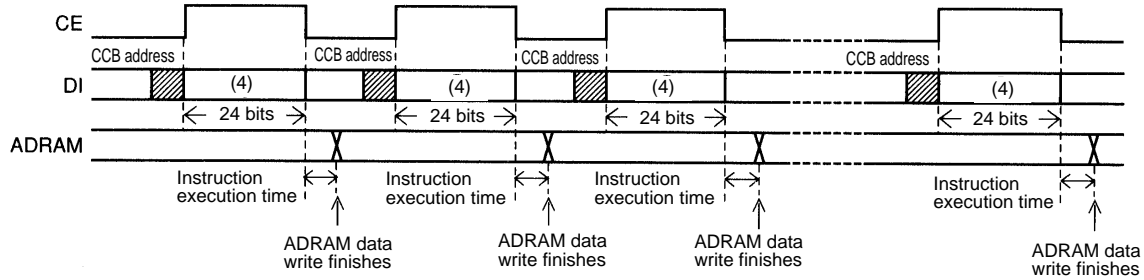 CE
CCB address CCB address CCB address CCB address
DI (4) (4) (4) (4)
24 bits 24 bits 24 bits 24 bits
ADRAM
Instruction execution time
Instruction execution time
Instruction execution time
Instruction execution time
ADRAM data write finishes
ADRAM data write finishes
ADRAM data write finishes
ADRAM data write finishes